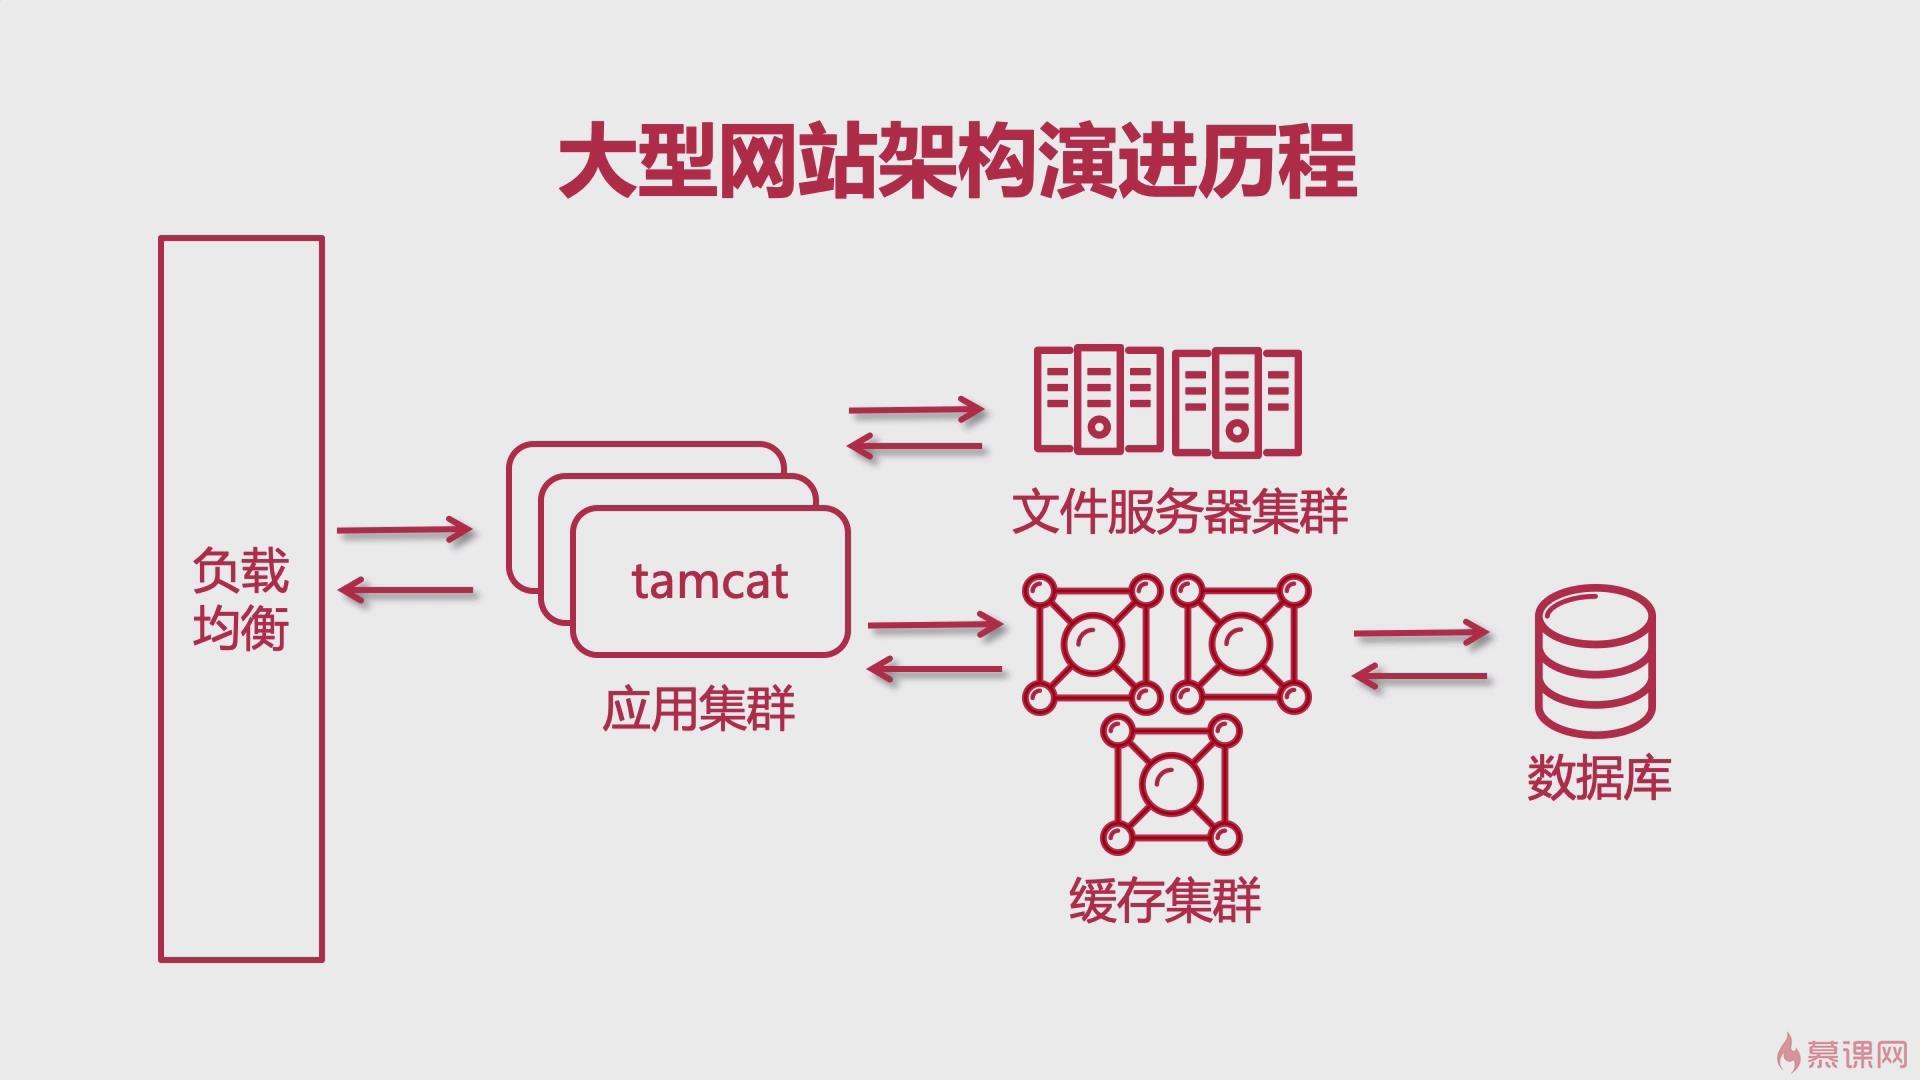 大型网站架构演进历程
负载
均衡
tamcat
应用集群
文件服务器集群
缓存集群
数据库
慕课网